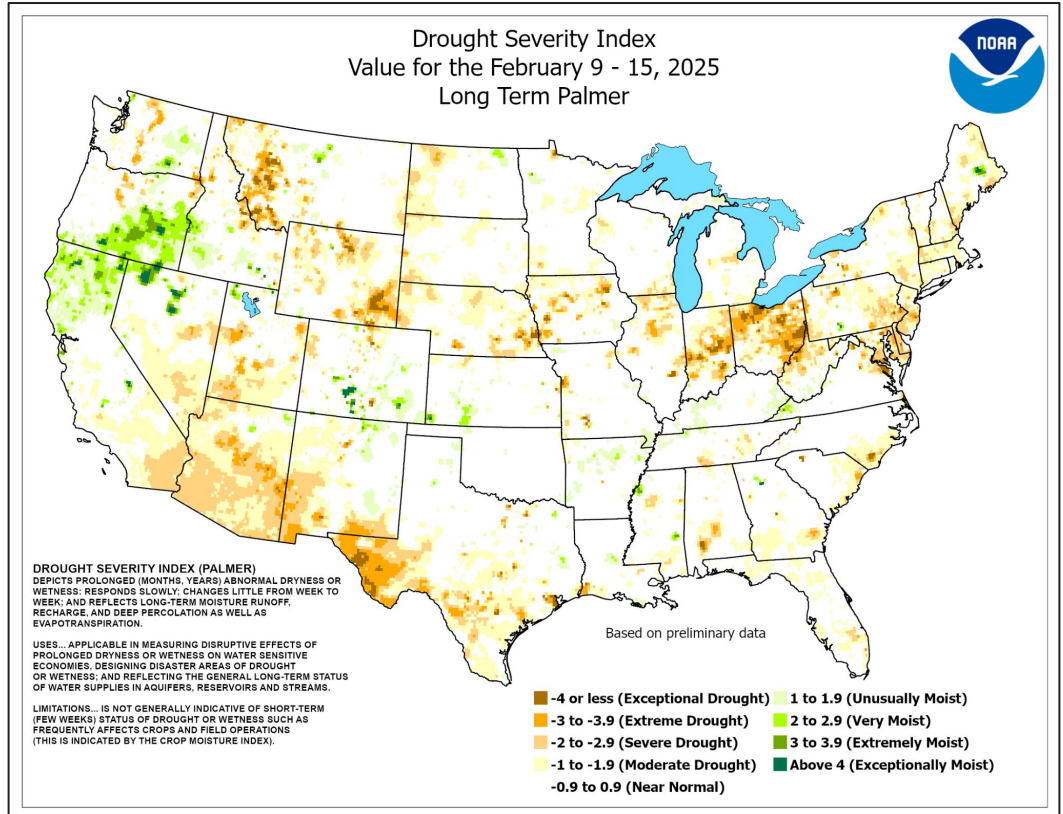 Drought Severity Index
Value for the February 9 - 15, 2025
Long Term Palmer
NOAA
DROUGHT SEVERITY INDEX (PALMER)
DEPICTS PROLONGED (MONTHS, YEARS) ABNORMAL DRYNESS OR
WETNESS: RESPONDS SLOWLY; CHANGES LITTLE FROM WEEK TO
WEEK; AND REFLECTS LONG-TERM MOISTURE RUNOFF,
RECHARGE, AND DEEP PERCOLATION AS WELL AS
EVAPOTRANSPIRATION.
USES... APPLICABLE IN MEASURING DISRUPTIVE EFFECTS OF
PROLONGED DRYNESS OR WETNESS ON WATER SENSITIVE
ECONOMIES, DESIGNING DISASTER AREAS OF DROUGHT
OR WETNESS; AND REFLECTING THE GENERAL LONG-TERM STATUS
OF WATER SUPPLIES IN AQUIFERS, RESERVOIRS AND STREAMS.
LIMITATIONS... IS NOT GENERALLY INDICATIVE OF SHORT-TERM
(FEW WEEKS) STATUS OF DROUGHT OR WETNESS SUCH AS
FREQUENTLY AFFECTS CROPS AND FIELD OPERATIONS
(THIS IS INDICATED BY THE CROP MOISTURE INDEX).
Based on preliminary data
-4 or less (Exceptional Drought)
-3 to -3.9 (Extreme Drought)
-2 to -2.9 (Severe Drought)
-1 to -1.9 (Moderate Drought)
-0.9 to 0.9 (Near Normal)
1 to 1.9 (Unusually Moist)
2 to 2.9 (Very Moist)
3 to 3.9 (Extremely Moist)
Above 4 (Exceptionally Moist)